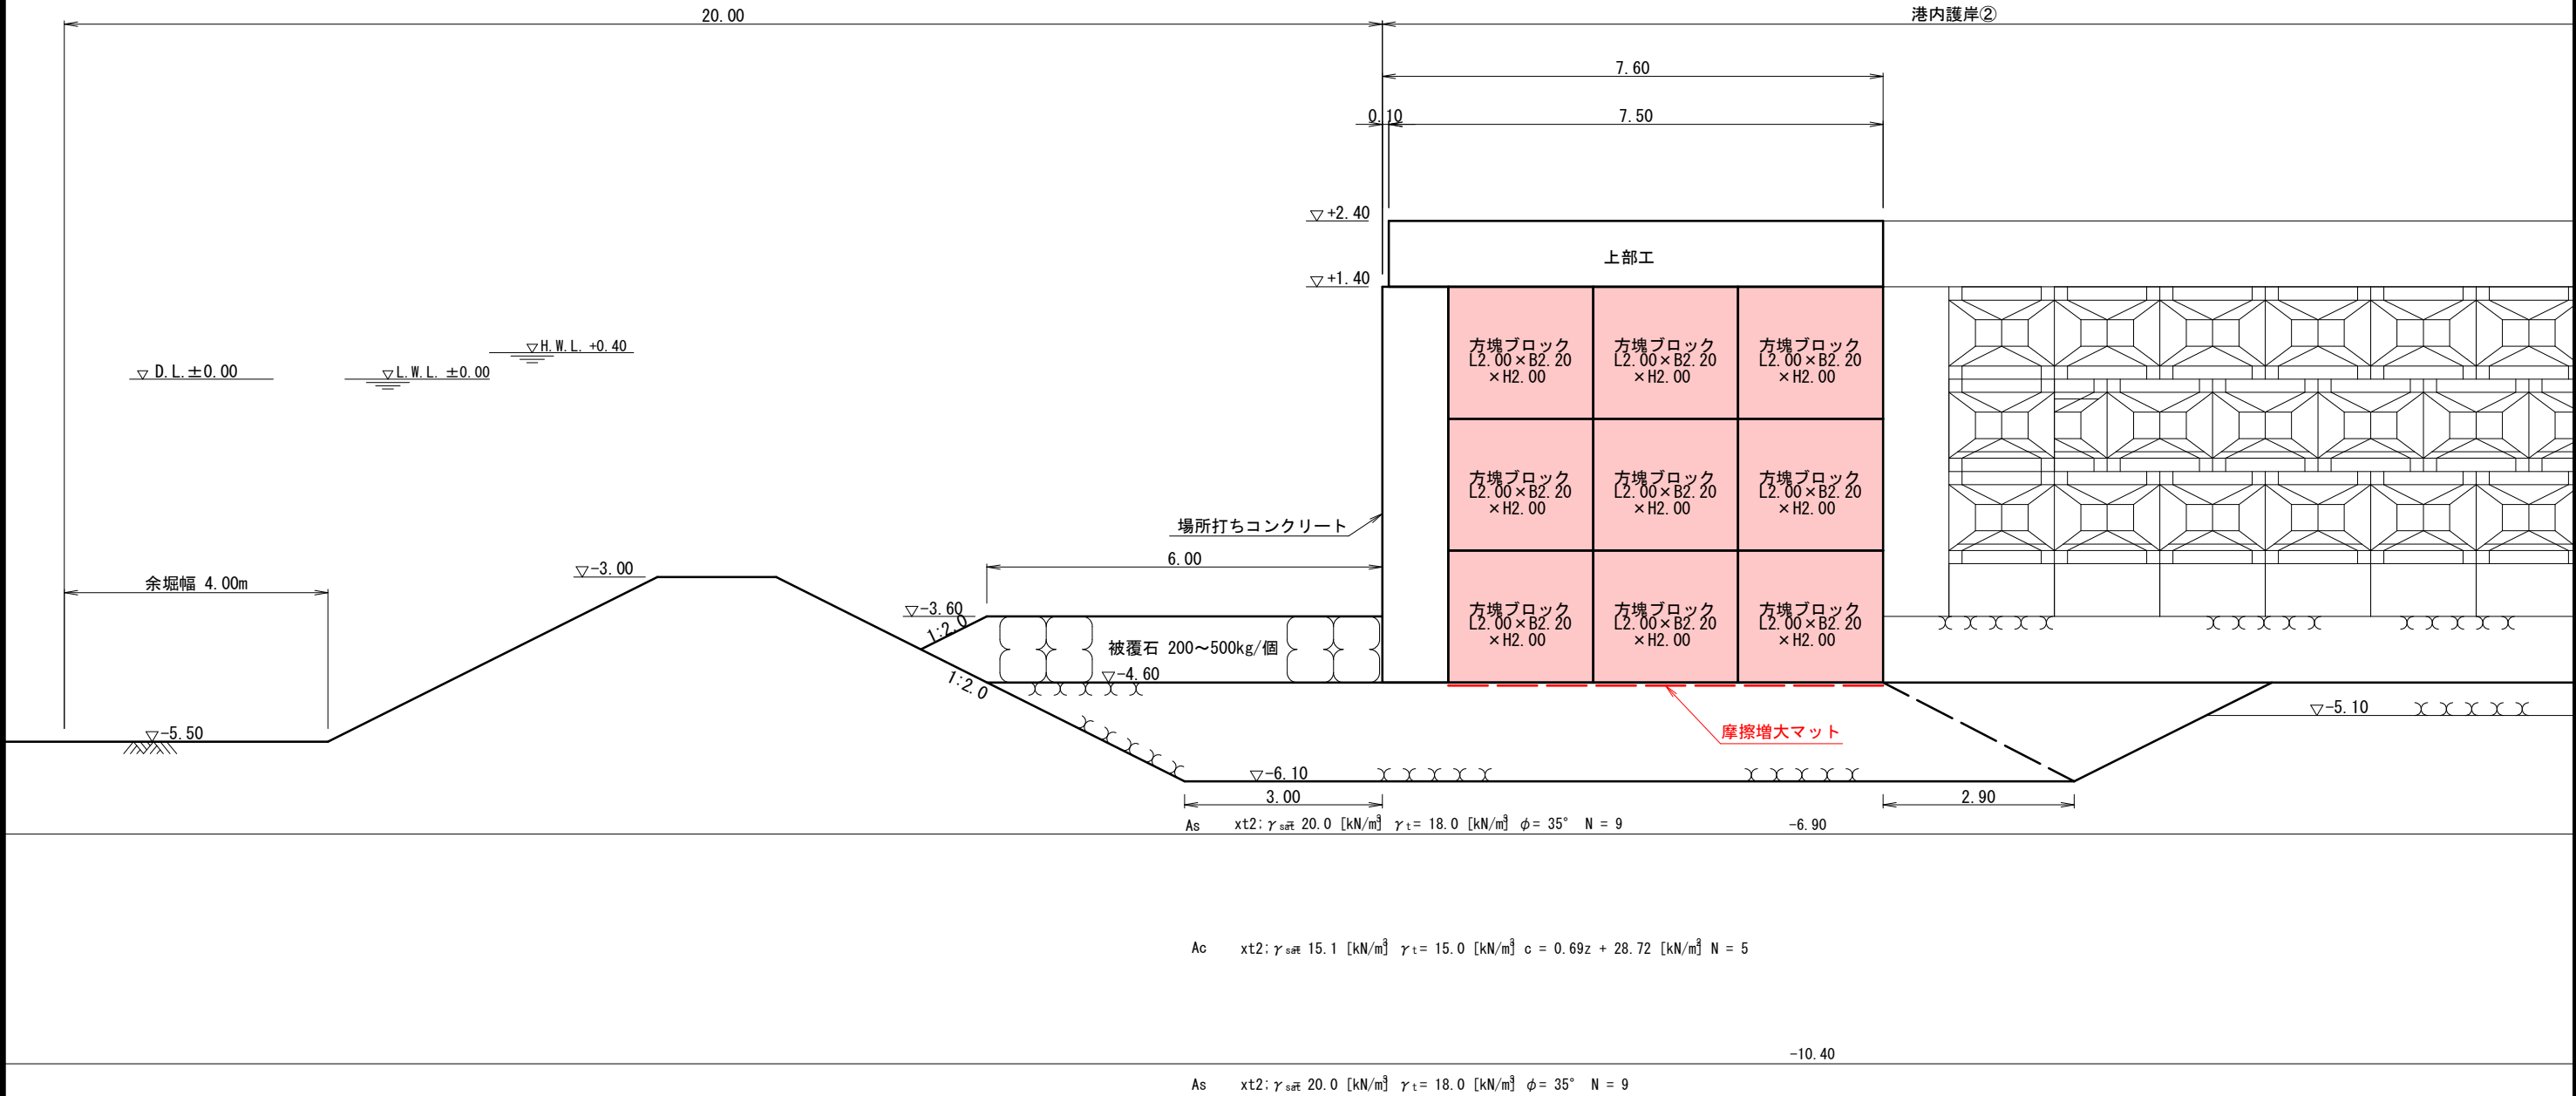 20.00
港内護岸②
7.60
0.10
7.50
▽+2.40
上部工
▽+1.40
▽H.W.L. +0.40
▽ D.L.±0.00
▽L.W.L. ±0.00
方塊ブロック
L2.00×B2.20
×H2.00
方塊ブロック
L2.00×B2.20
×H2.00
方塊ブロック
L2.00×B2.20
×H2.00
方塊ブロック
L2.00×B2.20
×H2.00
方塊ブロック
L2.00×B2.20
×H2.00
方塊ブロック
L2.00×B2.20
×H2.00
場所打ちコンクリート
6.00
▽-3.00
余堀幅 4.00m
▽-3.60
1:2.0
方塊ブロック
L2.00×B2.20
×H2.00
方塊ブロック
L2.00×B2.20
×H2.00
方塊ブロック
L2.00×B2.20
×H2.00
被覆石 200～500kg/個
▽-4.60
1:2.0
▽-5.10
摩擦増大マット
▽-5.50
▽-6.10
3.00
2.90
As xt2; γsat= 20.0 [kN/m3] γt= 18.0 [kN/m3] φ= 35° N = 9
-6.90
Ac xt2; γsat= 15.1 [kN/m3] γt= 15.0 [kN/m3] c = 0.69z + 28.72 [kN/m2] N = 5
-10.40
As xt2; γsat= 20.0 [kN/m3] γt= 18.0 [kN/m3] φ= 35° N = 9